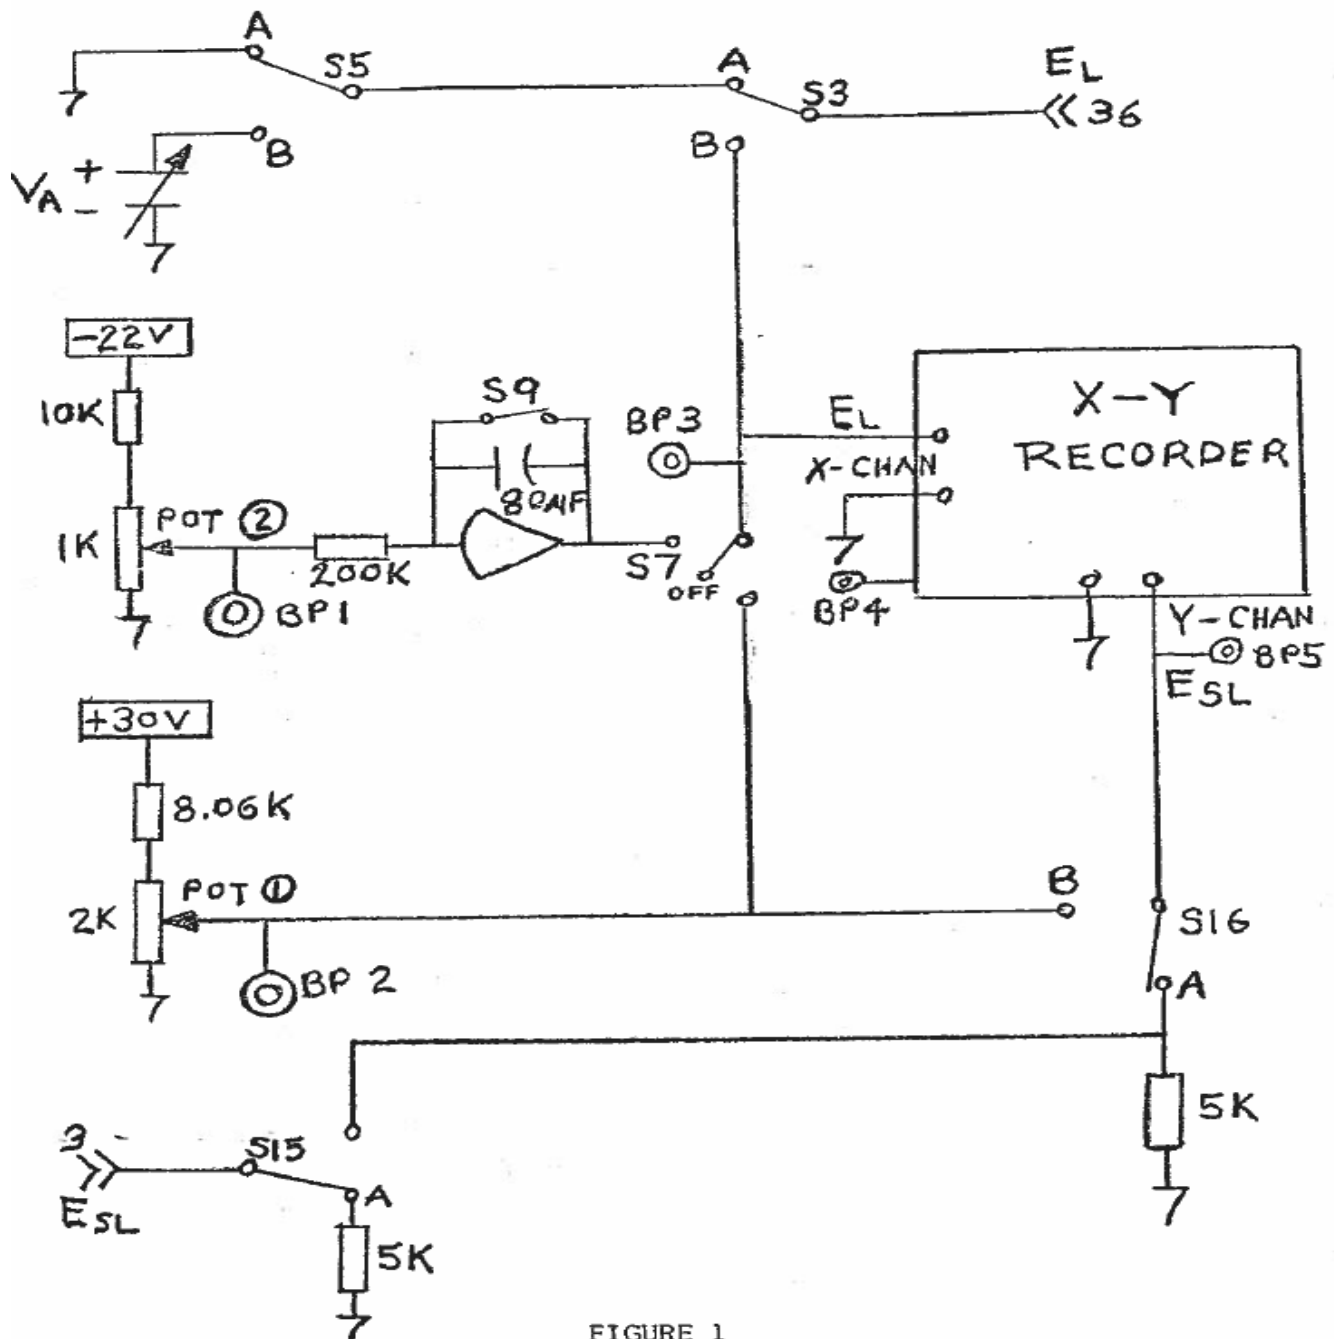 A
S5
A
S3
EL
36
B
B
VA
+
-
-22V
10K
1K
POT 2
200K
BP1
S9
80µF
BP3
S7
OFF
EL
X-CHAN
X-Y
RECORDER
BP4
Y-CHAN
BP5
ESL
+30V
8.06K
2K
POT 1
BP 2
B
S16
A
5K
3
S15
ESL
A
5K
FIGURE 1